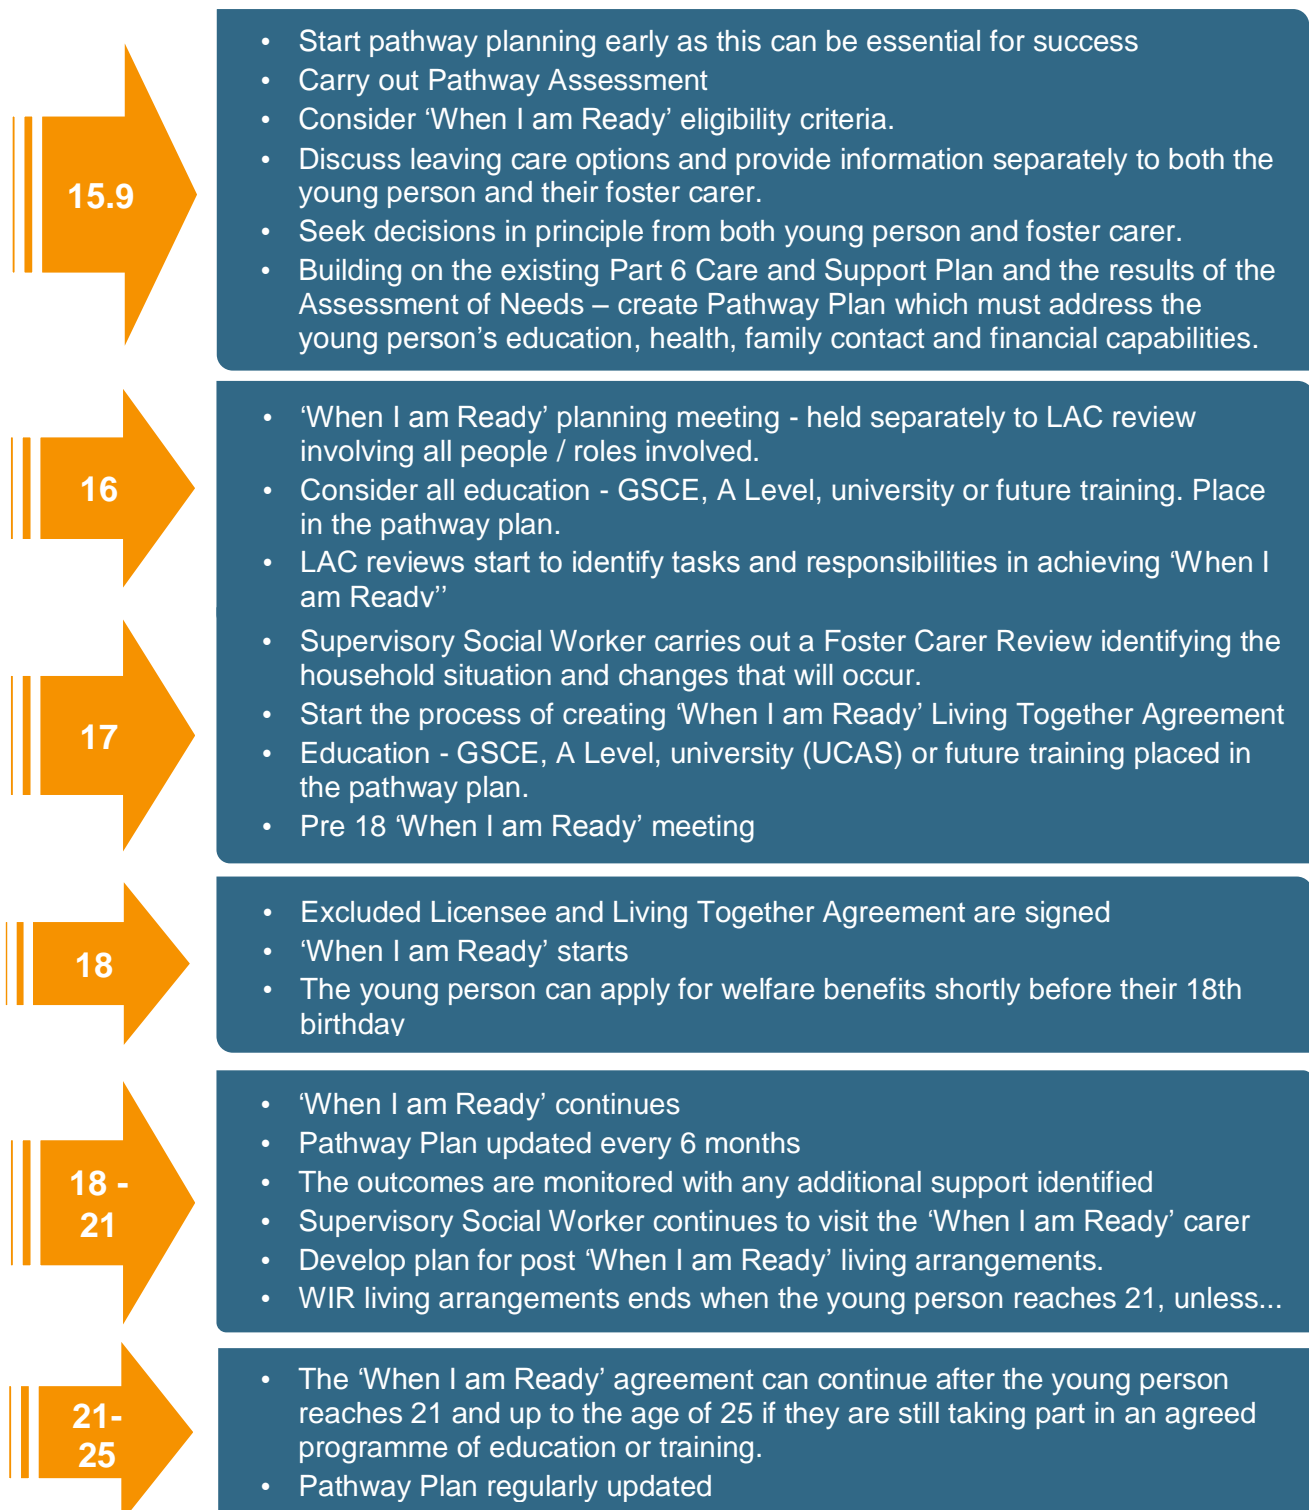 15.9
• Start pathway planning early as this can be essential for success
• Carry out Pathway Assessment
• Consider ‘When I am Ready’ eligibility criteria.
• Discuss leaving care options and provide information separately to both the
young person and their foster carer.
• Seek decisions in principle from both young person and foster carer.
• Building on the existing Part 6 Care and Support Plan and the results of the
Assessment of Needs – create Pathway Plan which must address the
young person’s education, health, family contact and financial capabilities.
16
• ‘When I am Ready’ planning meeting - held separately to LAC review
involving all people / roles involved.
• Consider all education - GSCE, A Level, university or future training. Place
in the pathway plan.
• LAC reviews start to identify tasks and responsibilities in achieving ‘When I
am Ready’’
17
• Supervisory Social Worker carries out a Foster Carer Review identifying the
household situation and changes that will occur.
• Start the process of creating ‘When I am Ready’ Living Together Agreement
• Education - GSCE, A Level, university (UCAS) or future training placed in
the pathway plan.
• Pre 18 ‘When I am Ready’ meeting
18
• Excluded Licensee and Living Together Agreement are signed
• ‘When I am Ready’ starts
• The young person can apply for welfare benefits shortly before their 18th
birthday
18 -
21
• ‘When I am Ready’ continues
• Pathway Plan updated every 6 months
• The outcomes are monitored with any additional support identified
• Supervisory Social Worker continues to visit the ‘When I am Ready’ carer
• Develop plan for post ‘When I am Ready’ living arrangements.
• WIR living arrangements ends when the young person reaches 21, unless...
21-
25
• The ‘When I am Ready’ agreement can continue after the young person
reaches 21 and up to the age of 25 if they are still taking part in an agreed
programme of education or training.
• Pathway Plan regularly updated